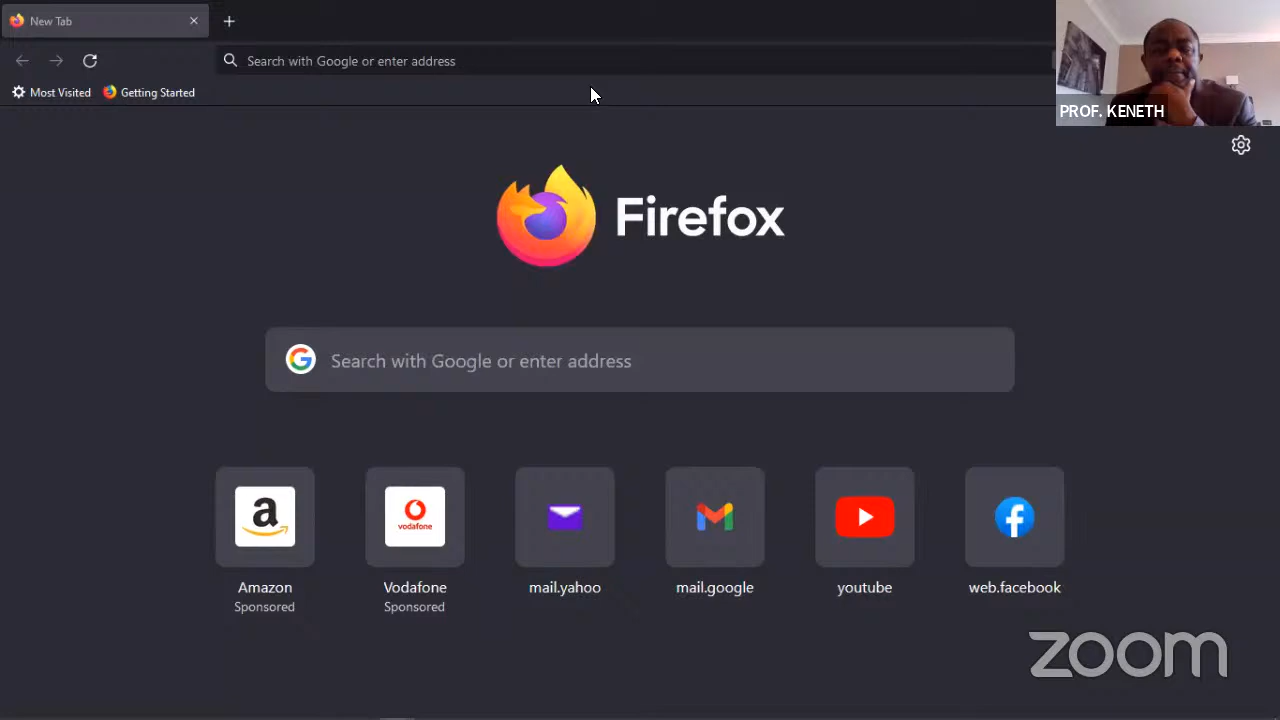 New Tab
Search with Google or enter address
Most Visited
Getting Started
PROF. KENETH
Firefox
Search with Google or enter address
a
vodafone
Amazon
Sponsored
Vodafone
Sponsored
mail.yahoo
mail.google
youtube
web.facebook
zoom